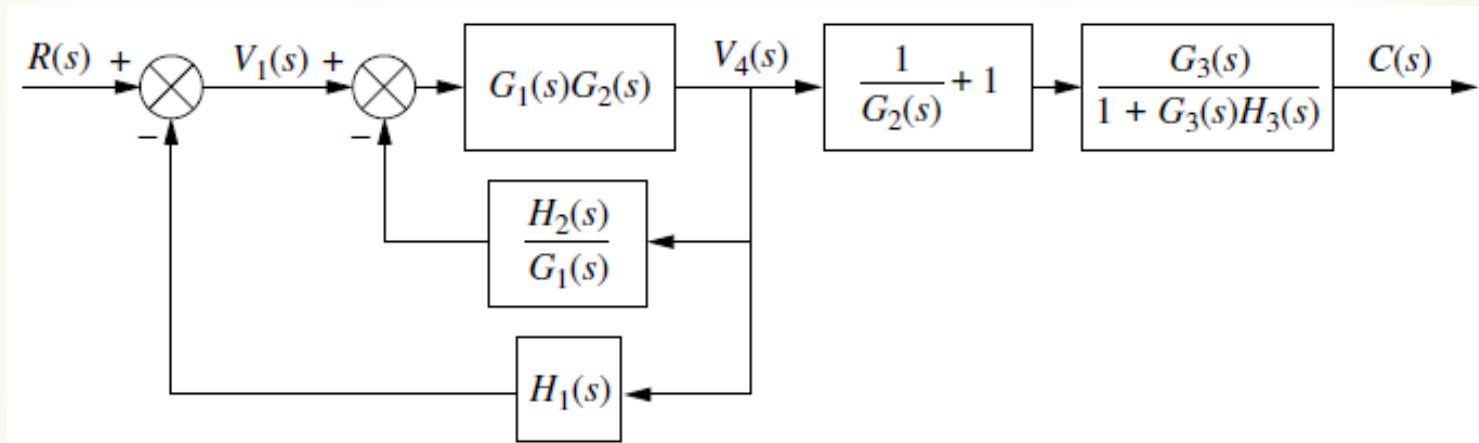 R(s) + V₁(s) + G₁(s)G₂(s) V₄(s) 1/G₂(s) + 1 G₃(s)/1 + G₃(s)H₃(s) C(s)
− −
H₂(s)/G₁(s)
H₁(s)